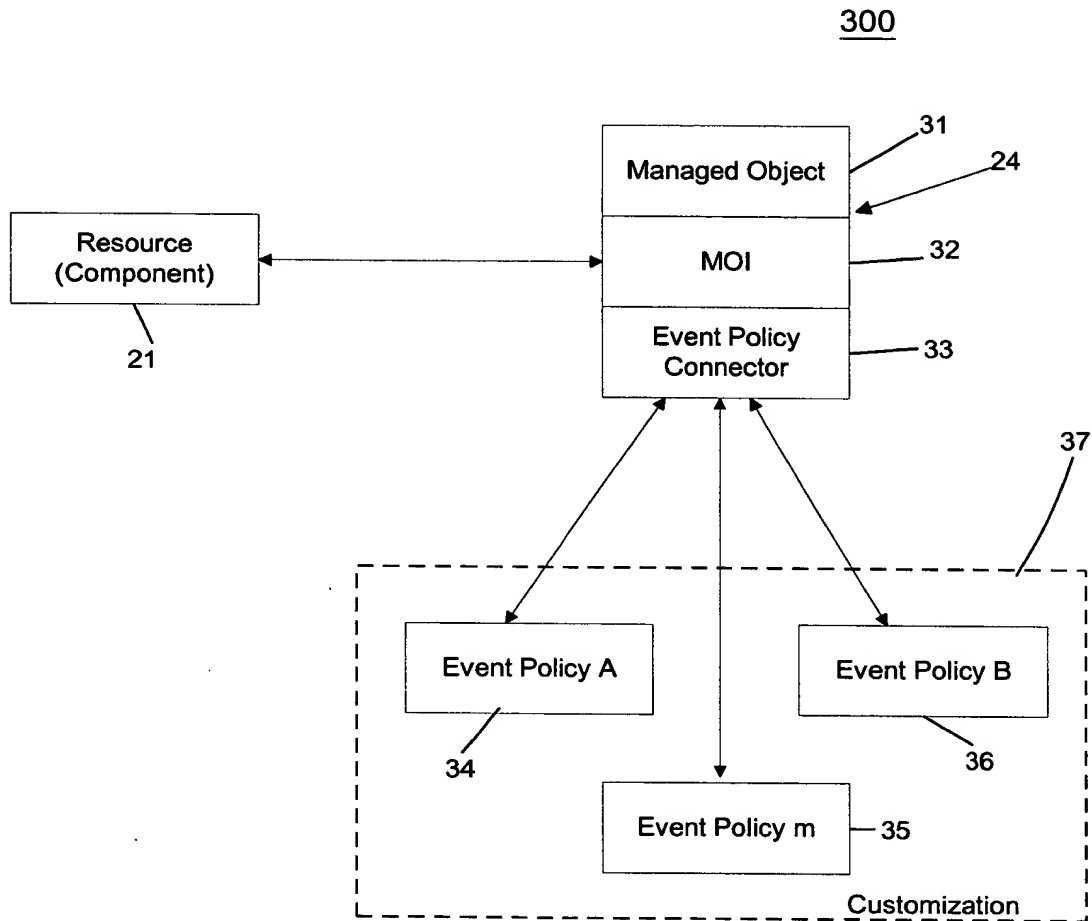 300
31
Managed Object
24
Resource
(Component)
MOI
32
21
Event Policy
Connector
33
37
Event Policy A
Event Policy B
34
36
Event Policy m
35
Customization